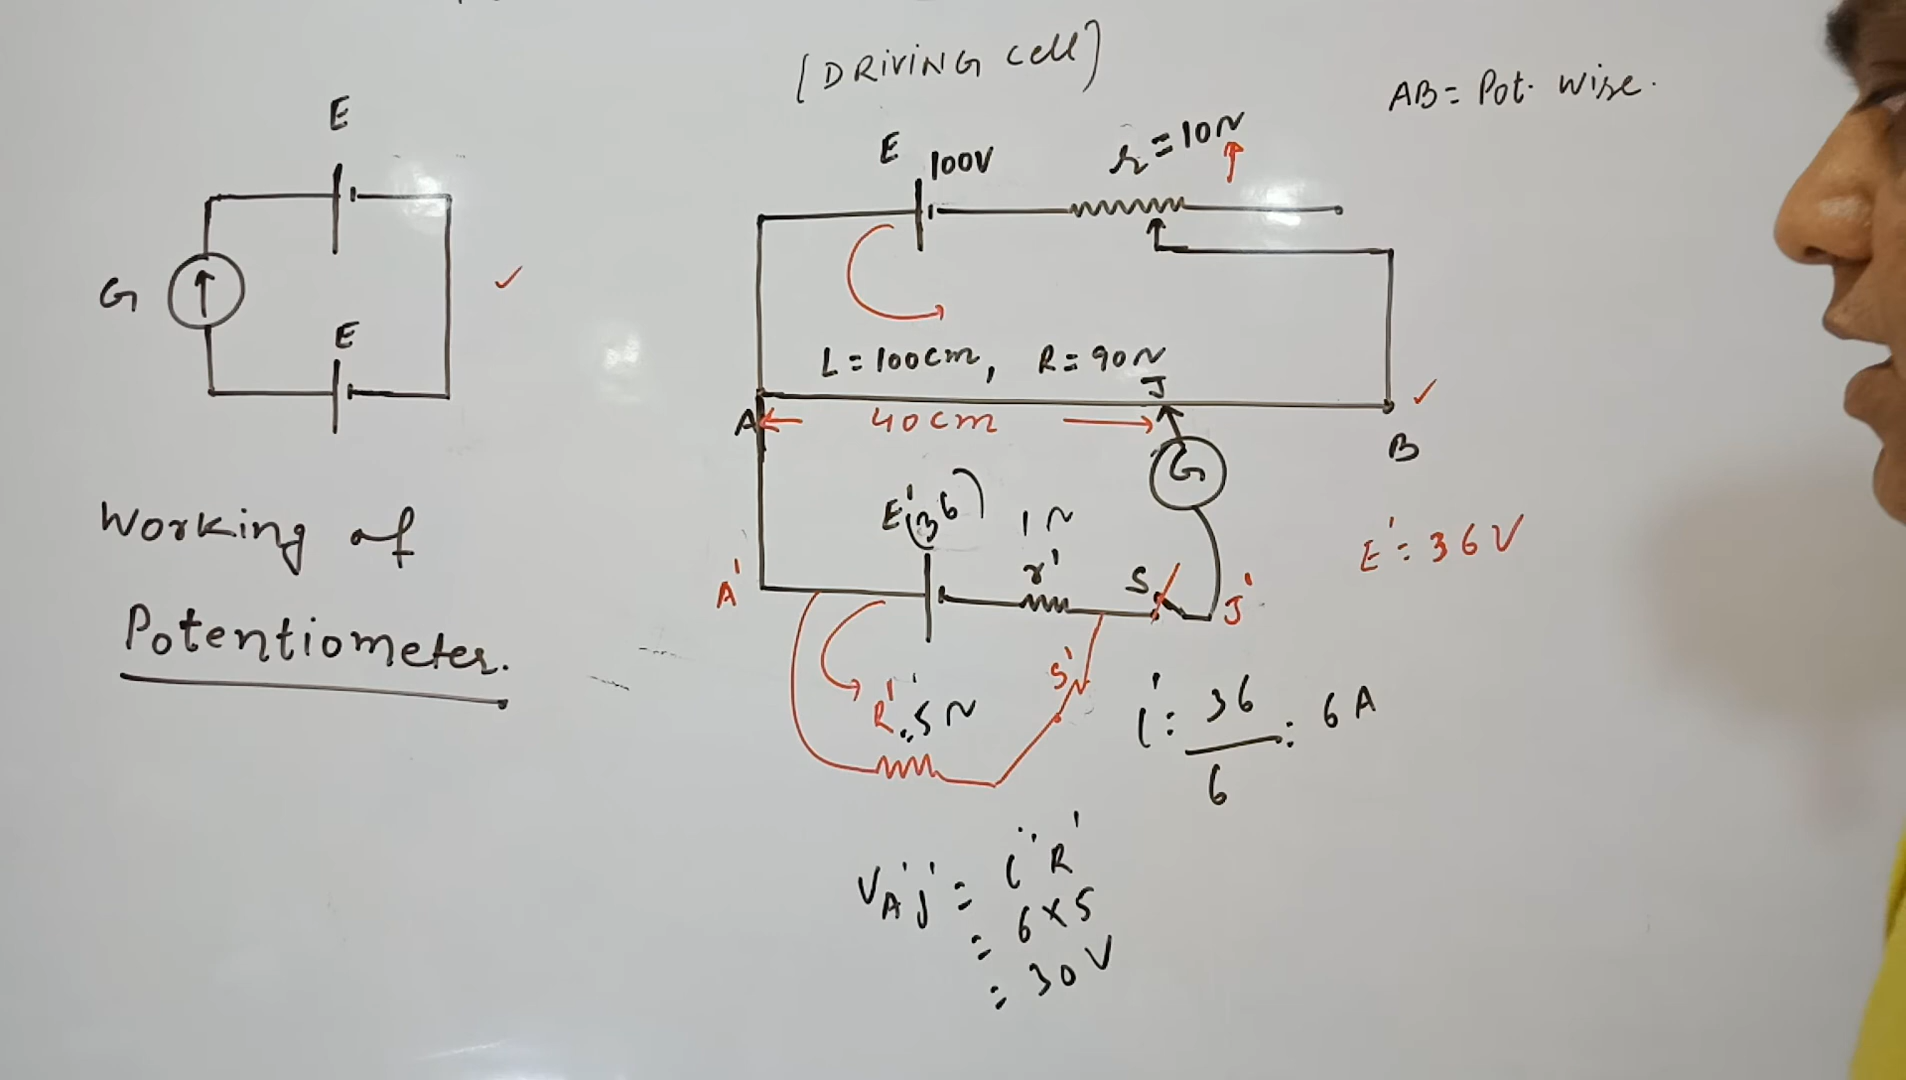 [DRIVING Cell]
AB = Pot. Wire.
E
E 100V
r = 10Ω
G
E
L = 100cm, R = 90Ω
J
A
40cm
B
G
E'(36)
1Ω
r'
S
J'
A'
E' = 36V
Working of
Potentiometer.
R' = 5Ω
S'
i' = 36/6 = 6A
VA'J' = i'R'
= 6×5
= 30V